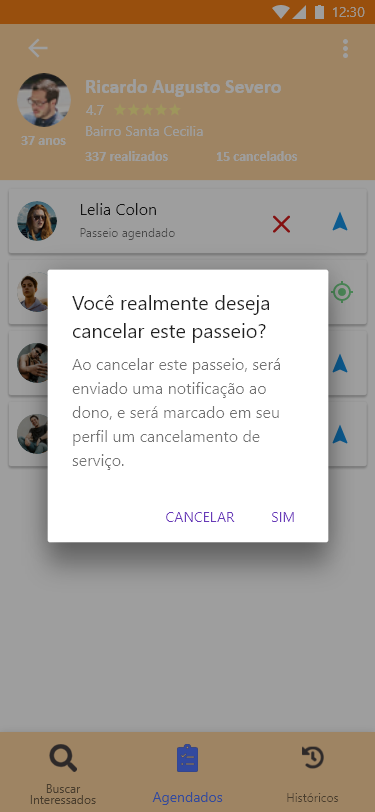 12:30
Ricardo Augusto Severo
4.7
Bairro Santa Cecilia
37 anos
337 realizados 15 cancelados
Lelia Colon
Passeio agendado
Você realmente deseja
cancelar este passeio?
Ao cancelar este passeio, será
enviado uma notificação ao
dono, e será marcado em seu
perfil um cancelamento de
serviço.
CANCELAR SIM
Buscar
Interessados
Agendados
Históricos